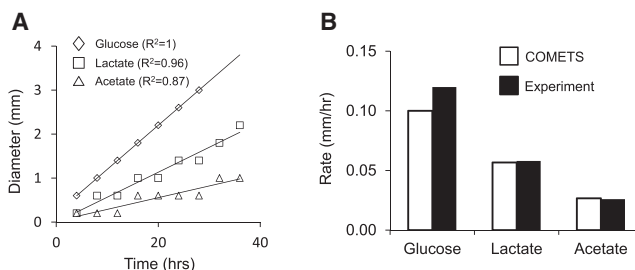 A
Glucose (R²=1)
Lactate (R²=0.96)
Acetate (R²=0.87)
4
3
2
1
0
Diameter (mm)
0 20 40
Time (hrs)
B
COMETS
Experiment
0.15
0.10
0.05
0.00
Rate (mm/hr)
Glucose Lactate Acetate